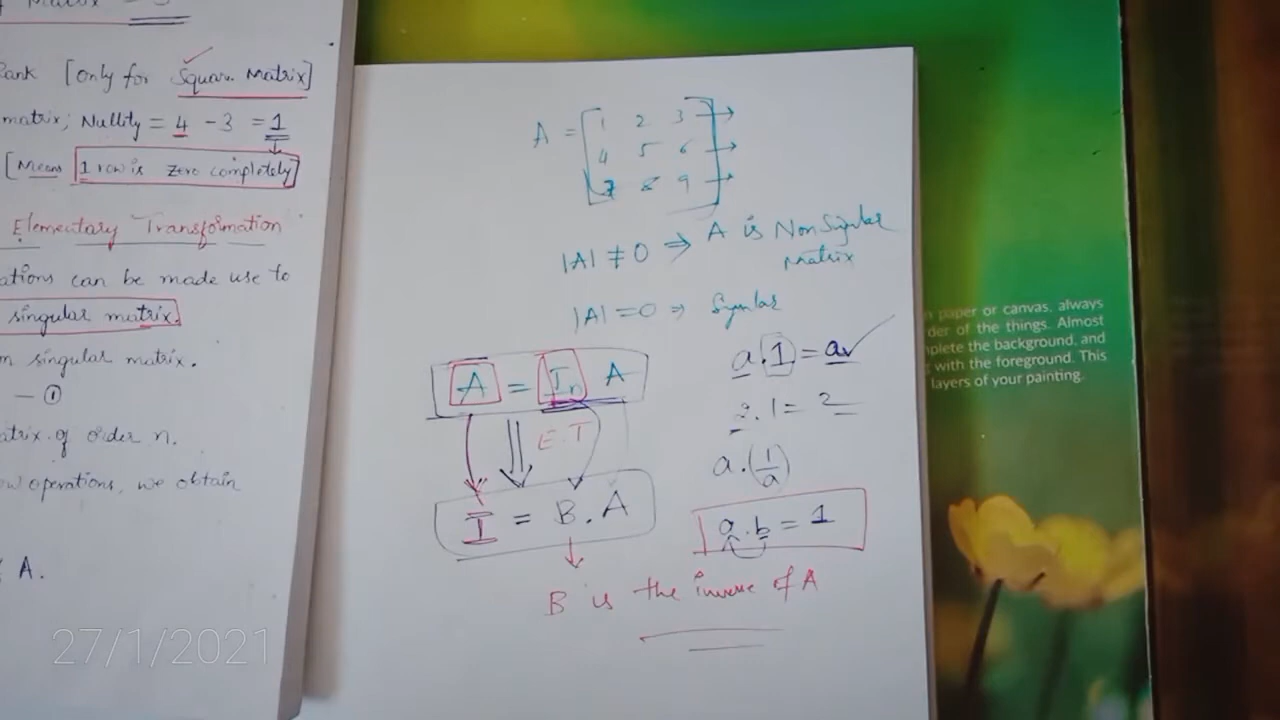 Matrix = 3
Rank [only for Square Matrix]
matrix; Nullity = 4 - 3 = 1
[Means 1 row is zero completely]
Elementary Transformation
ations can be made use to
singular matrix.
n singular matrix.
— ①
atrix of order n.
ow operations, we obtain
A.
27/1/2021
A = [1 2 3] →
4 5 6 →
7 8 9 →
|A| ≠ 0 ⇒ A is Non Singular
Matrix
|A| = 0 ⇒ Singular
A = In A
E.T
I = B.A
B is the inverse of A
a.1 = a ✓
2.1 = 2
a.(1/a)
a.b = 1
paper or canvas, always
der of the things. Almost
plete the background, and
with the foreground. This
layers of your painting.